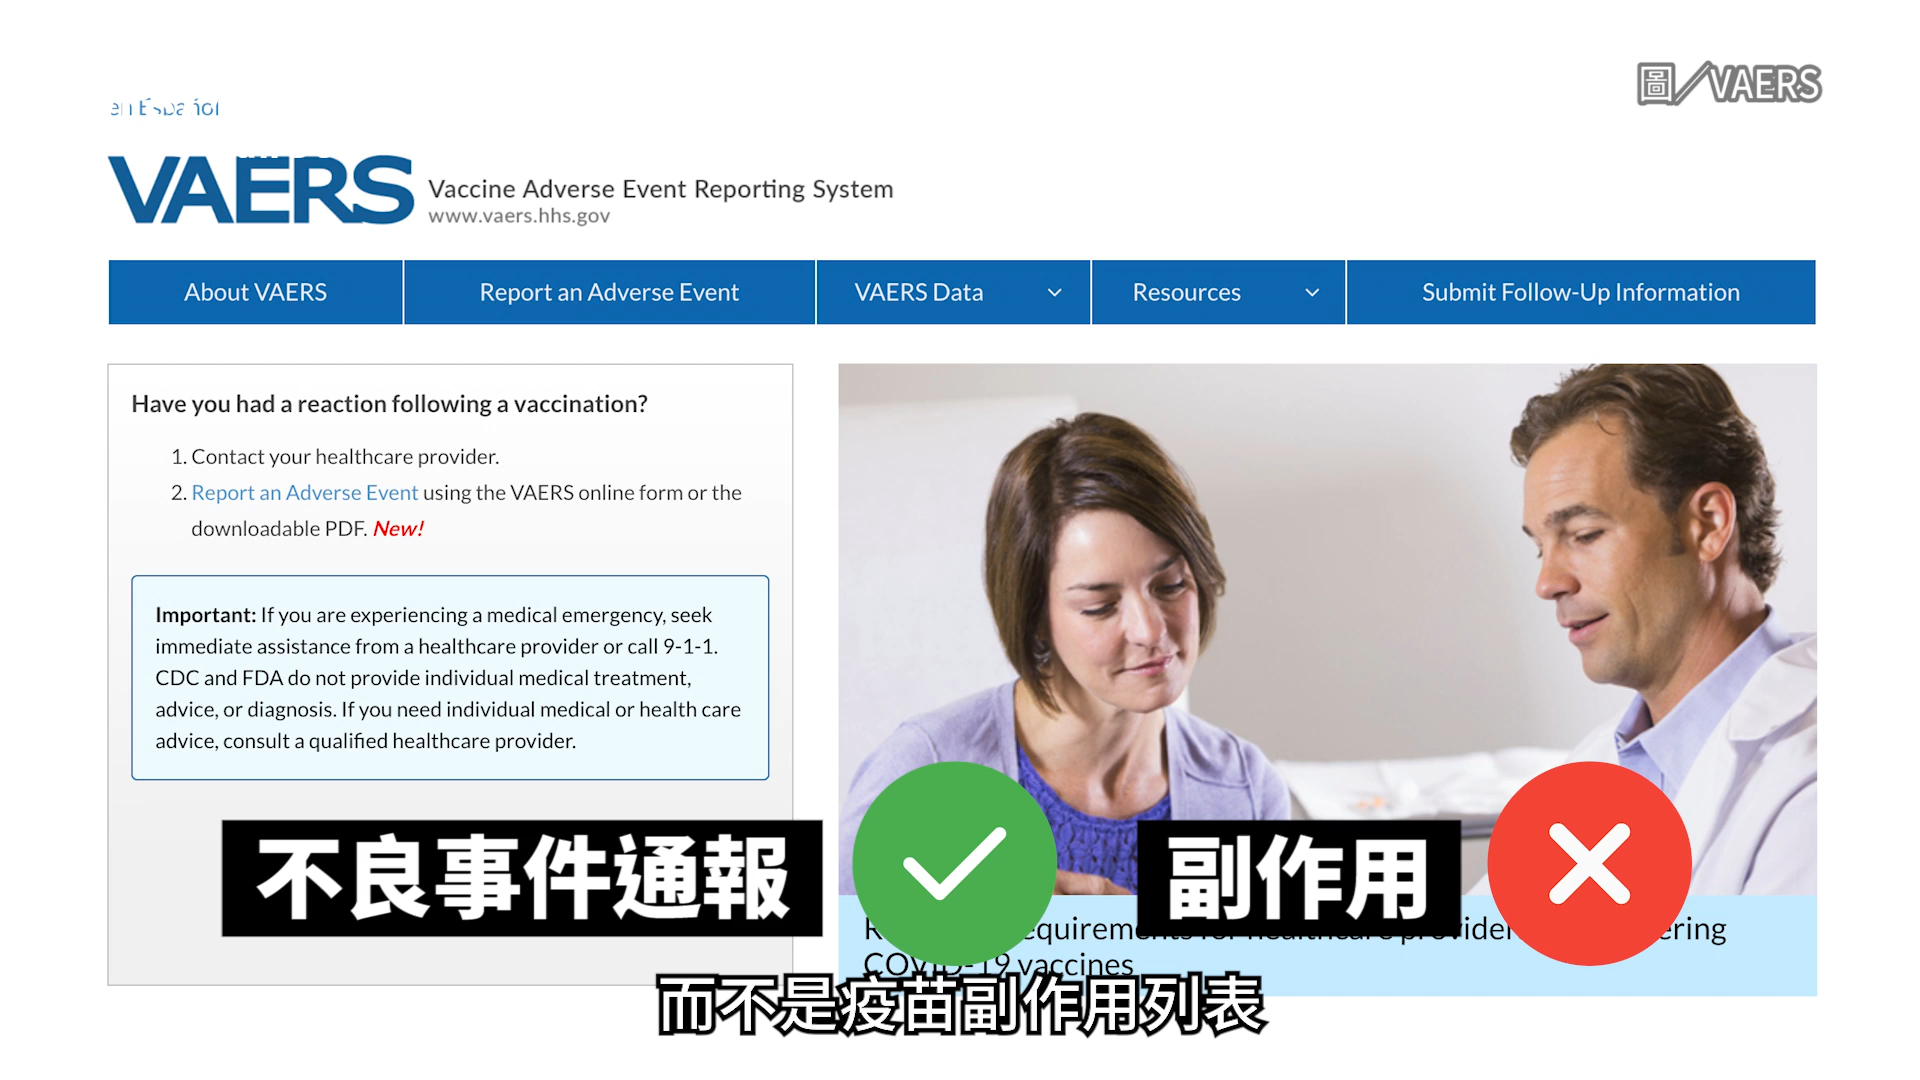 圖／VAERS
en Español
VAERS
Vaccine Adverse Event Reporting System
www.vaers.hhs.gov
About VAERS
Report an Adverse Event
VAERS Data
Resources
Submit Follow-Up Information
Have you had a reaction following a vaccination?
1. Contact your healthcare provider.
2. Report an Adverse Event using the VAERS online form or the
downloadable PDF. New!
Important: If you are experiencing a medical emergency, seek
immediate assistance from a healthcare provider or call 9-1-1.
CDC and FDA do not provide individual medical treatment,
advice, or diagnosis. If you need individual medical or health care
advice, consult a qualified healthcare provider.
不良事件通報
副作用
COVID-19 vaccines
而不是疫苗副作用列表